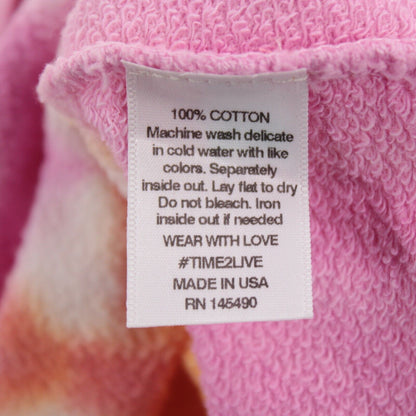 100% COTTON
Machine wash delicate
in cold water with like
colors. Separately
inside out. Lay flat to dry
Do not bleach. Iron
inside out if needed
WEAR WITH LOVE
#TIME2LIVE
MADE IN USA
RN 145490